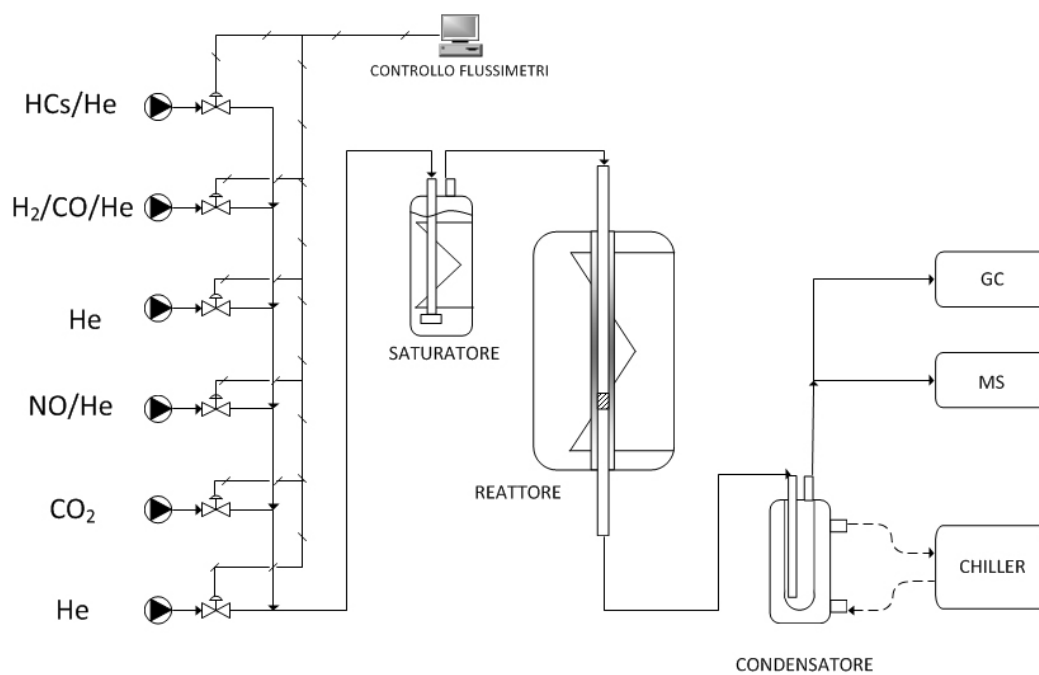 CONTROLLO FLUSSIMETRI
HCs/He
H₂/CO/He
He
NO/He
CO₂
He
SATURATORE
REATTORE
GC
MS
CHILLER
CONDENSATORE